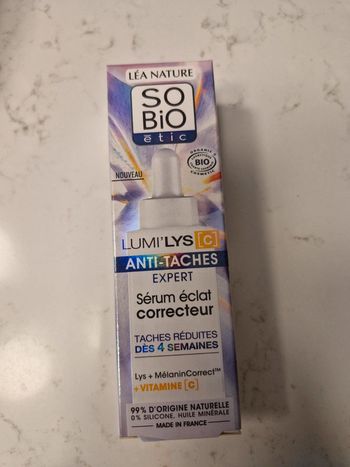 LÉA NATURE
SO
BiO
étic
NOUVEAU
BIO
LUMI'LYS [C]
ANTI-TACHES
EXPERT
Sérum éclat
correcteur
TACHES RÉDUITES
DÈS 4 SEMAINES
Lys + MélaninCorrect™
+ VITAMINE [C]
99% D'ORIGINE NATURELLE
0% SILICONE, HUILE MINÉRALE
MADE IN FRANCE